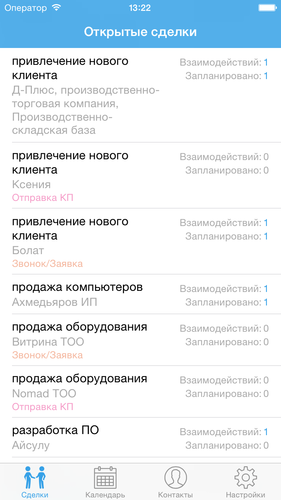 Оператор 13:22
Открытые сделки
привлечение нового Взаимодействий: 1
клиента Запланировано: 1
Д-Плюс, производственно-
торговая компания,
Производственно-
складская база
привлечение нового Взаимодействий: 0
клиента Запланировано: 0
Ксения
Отправка КП
привлечение нового Взаимодействий: 1
клиента Запланировано: 1
Болат
Звонок/Заявка
продажа компьютеров Взаимодействий: 1
Ахмедьяров ИП Запланировано: 1
продажа оборудования Взаимодействий: 0
Витрина ТОО Запланировано: 0
Звонок/Заявка
продажа оборудования Взаимодействий: 0
Nomad ТОО Запланировано: 0
Отправка КП
разработка ПО Взаимодействий: 1
Айсулу Запланировано: 0
Сделки Календарь Контакты Настройки